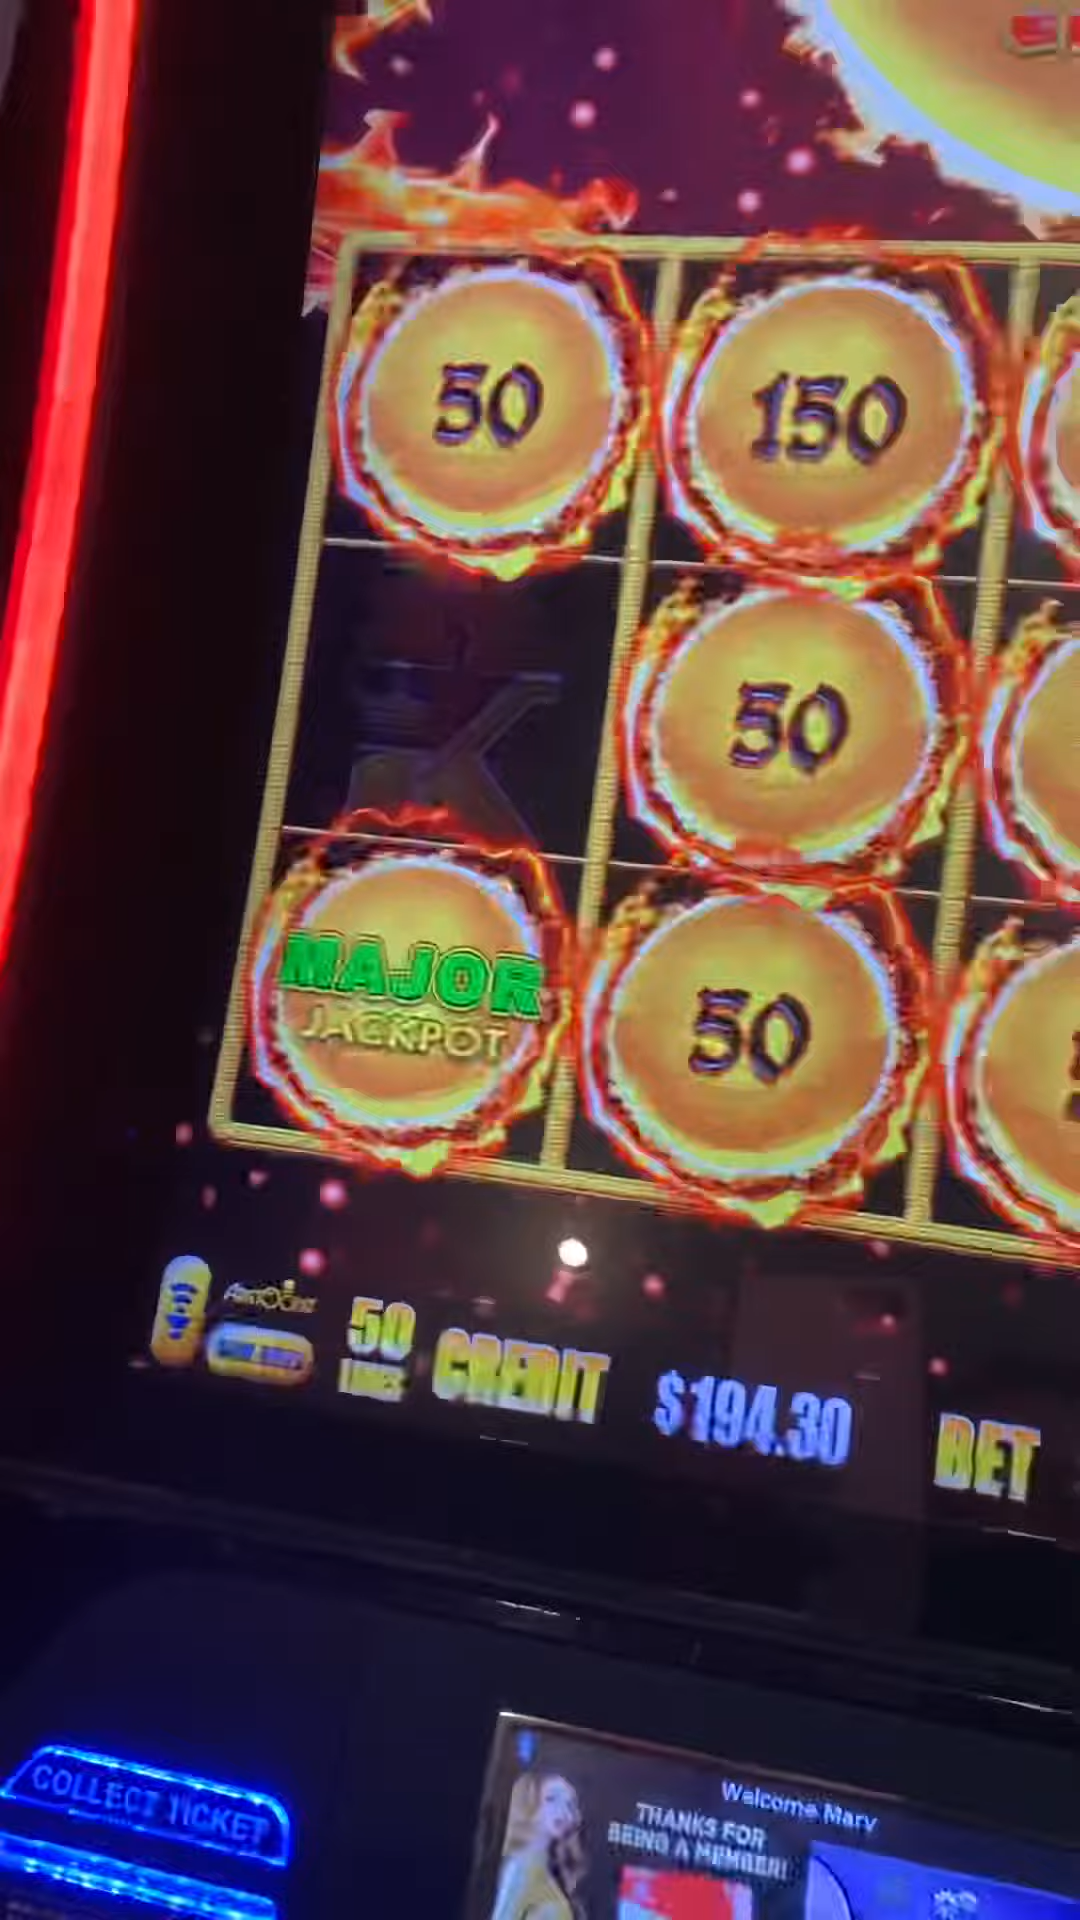 50
150
K
50
MAJOR
JACKPOT
50
50
LINES
CREDIT
$194.30
BET
COLLECT TICKET
Welcome Mary
THANKS FOR
BEING A MEMBER!